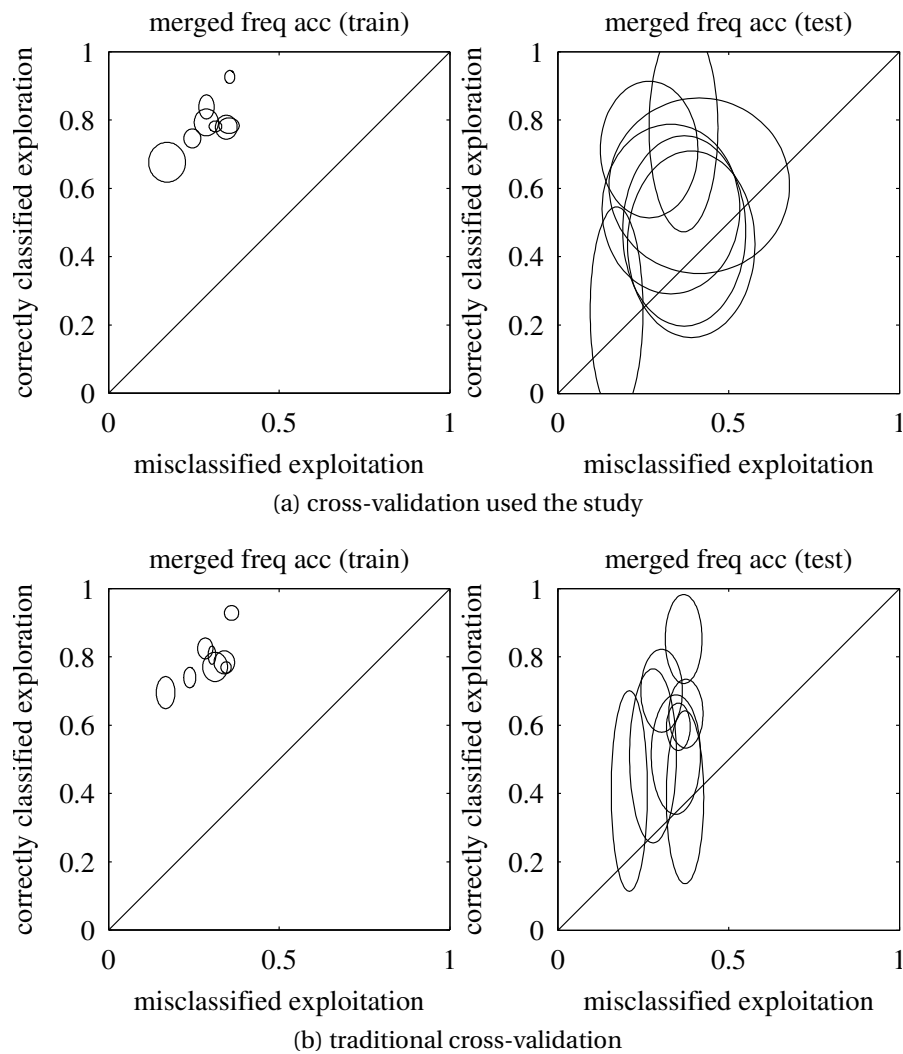 merged freq acc (train)
merged freq acc (test)
correctly classified exploration
1
0.8
0.6
0.4
0.2
0
0
0.5
1
misclassified exploitation
correctly classified exploration
1
0.8
0.6
0.4
0.2
0
0
0.5
1
misclassified exploitation
(a) cross-validation used the study
merged freq acc (train)
merged freq acc (test)
correctly classified exploration
1
0.8
0.6
0.4
0.2
0
0
0.5
1
misclassified exploitation
correctly classified exploration
1
0.8
0.6
0.4
0.2
0
0
0.5
1
misclassified exploitation
(b) traditional cross-validation